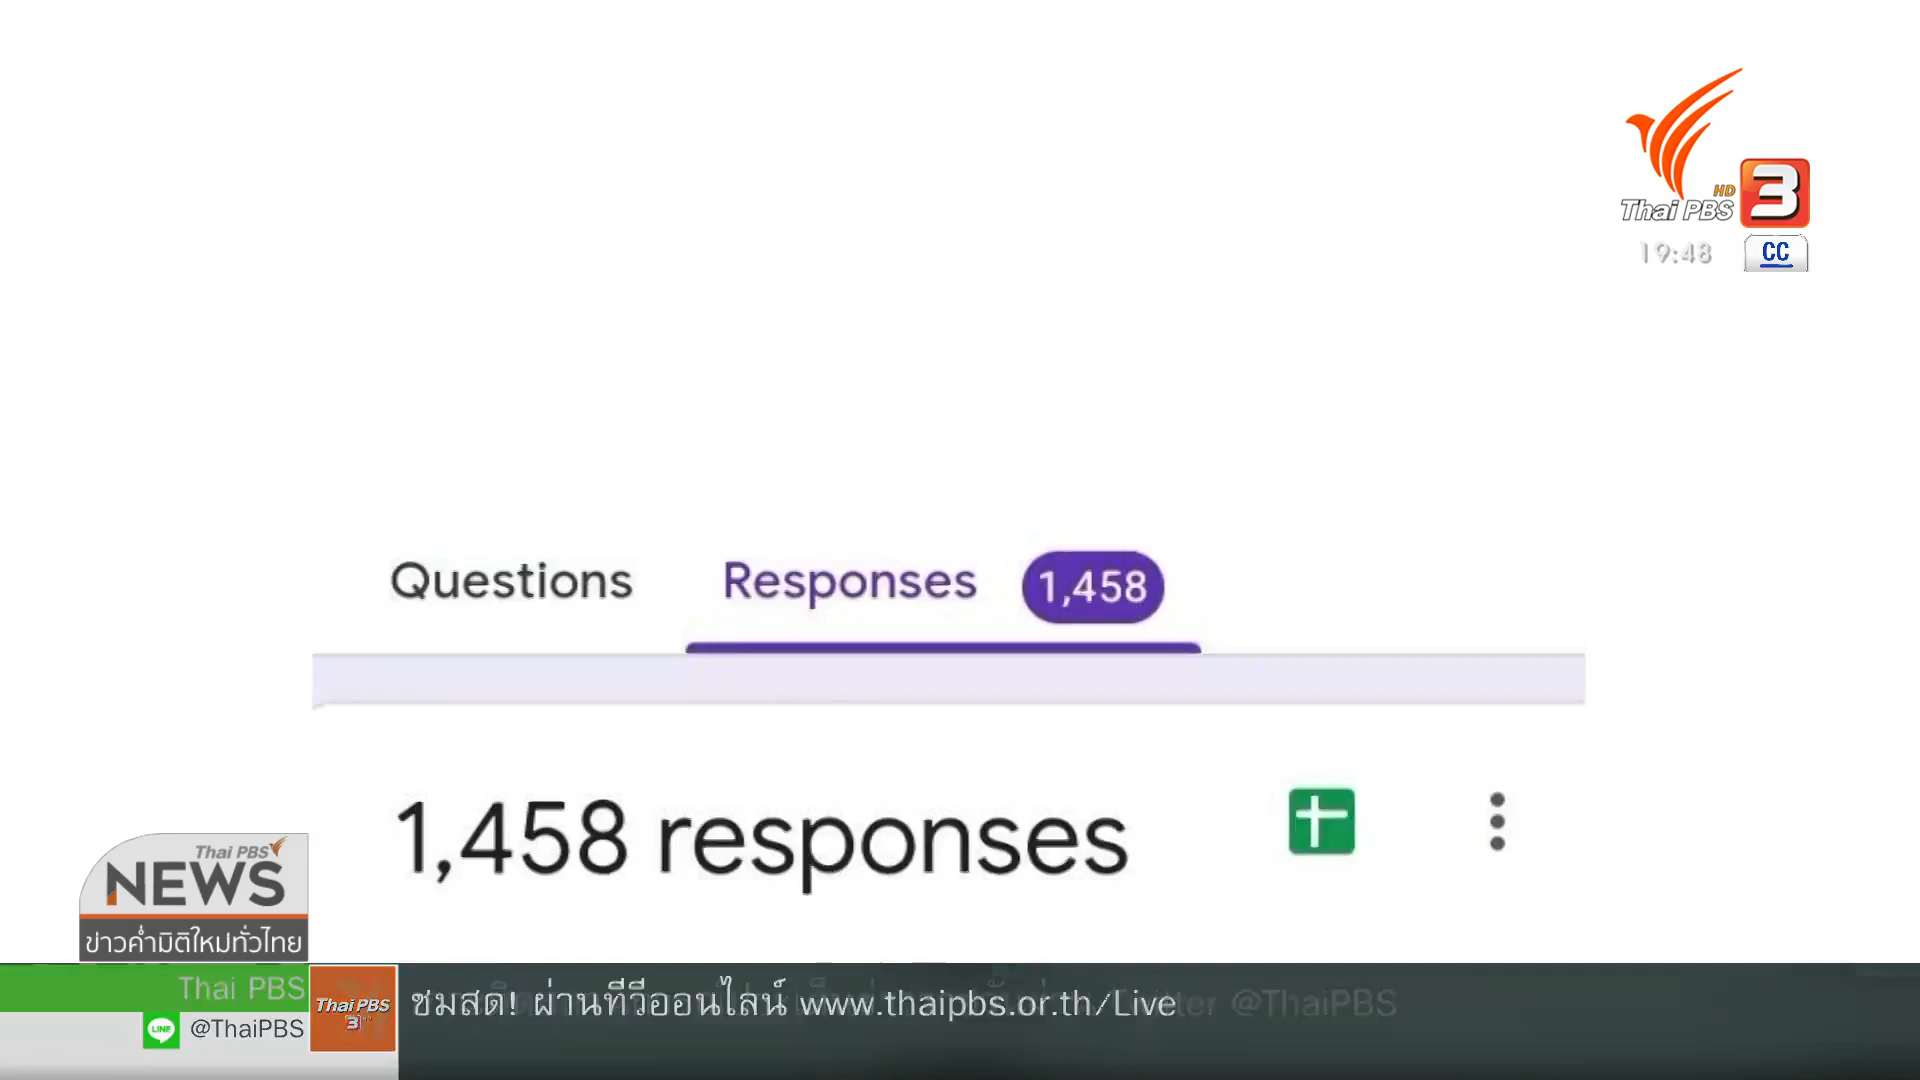 HD
Thai PBS 3
19:48 CC
Questions Responses 1,458
1,458 responses
Thai PBS
NEWS
ข่าวค่ำมิติใหม่ทั่วไทย
Thai PBS
LINE @ThaiPBS
Thai PBS
3
ชมสด! ผ่านทีวีออนไลน์ www.thaipbs.or.th/Live
@ThaiPBS